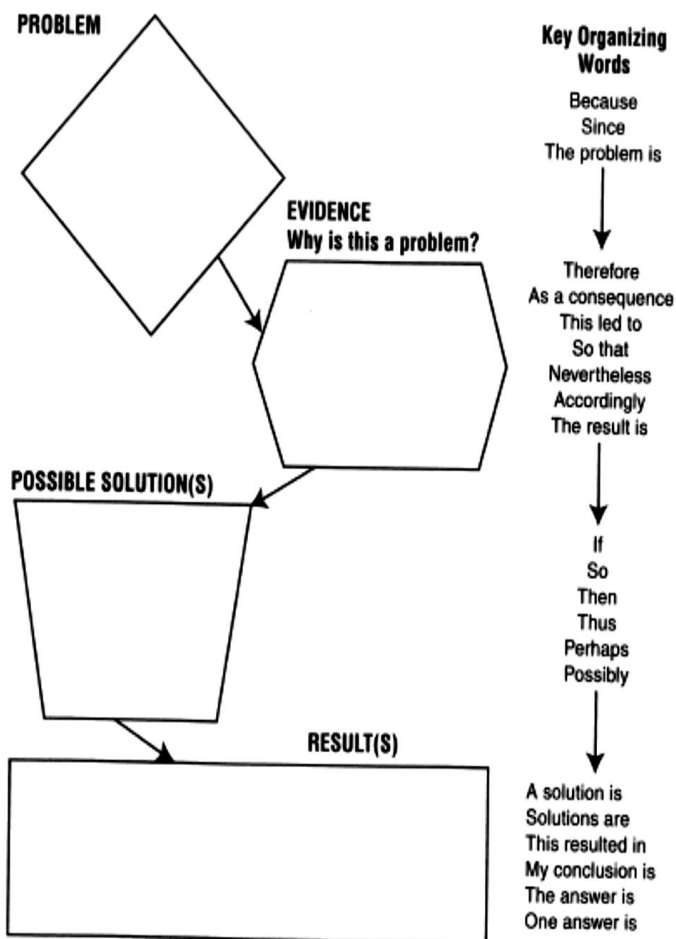 PROBLEM
EVIDENCE
Why is this a problem?
POSSIBLE SOLUTION(S)
RESULT(S)
Key Organizing
Words
Because
Since
The problem is
Therefore
As a consequence
This led to
So that
Nevertheless
Accordingly
The result is
If
So
Then
Thus
Perhaps
Possibly
A solution is
Solutions are
This resulted in
My conclusion is
The answer is
One answer is